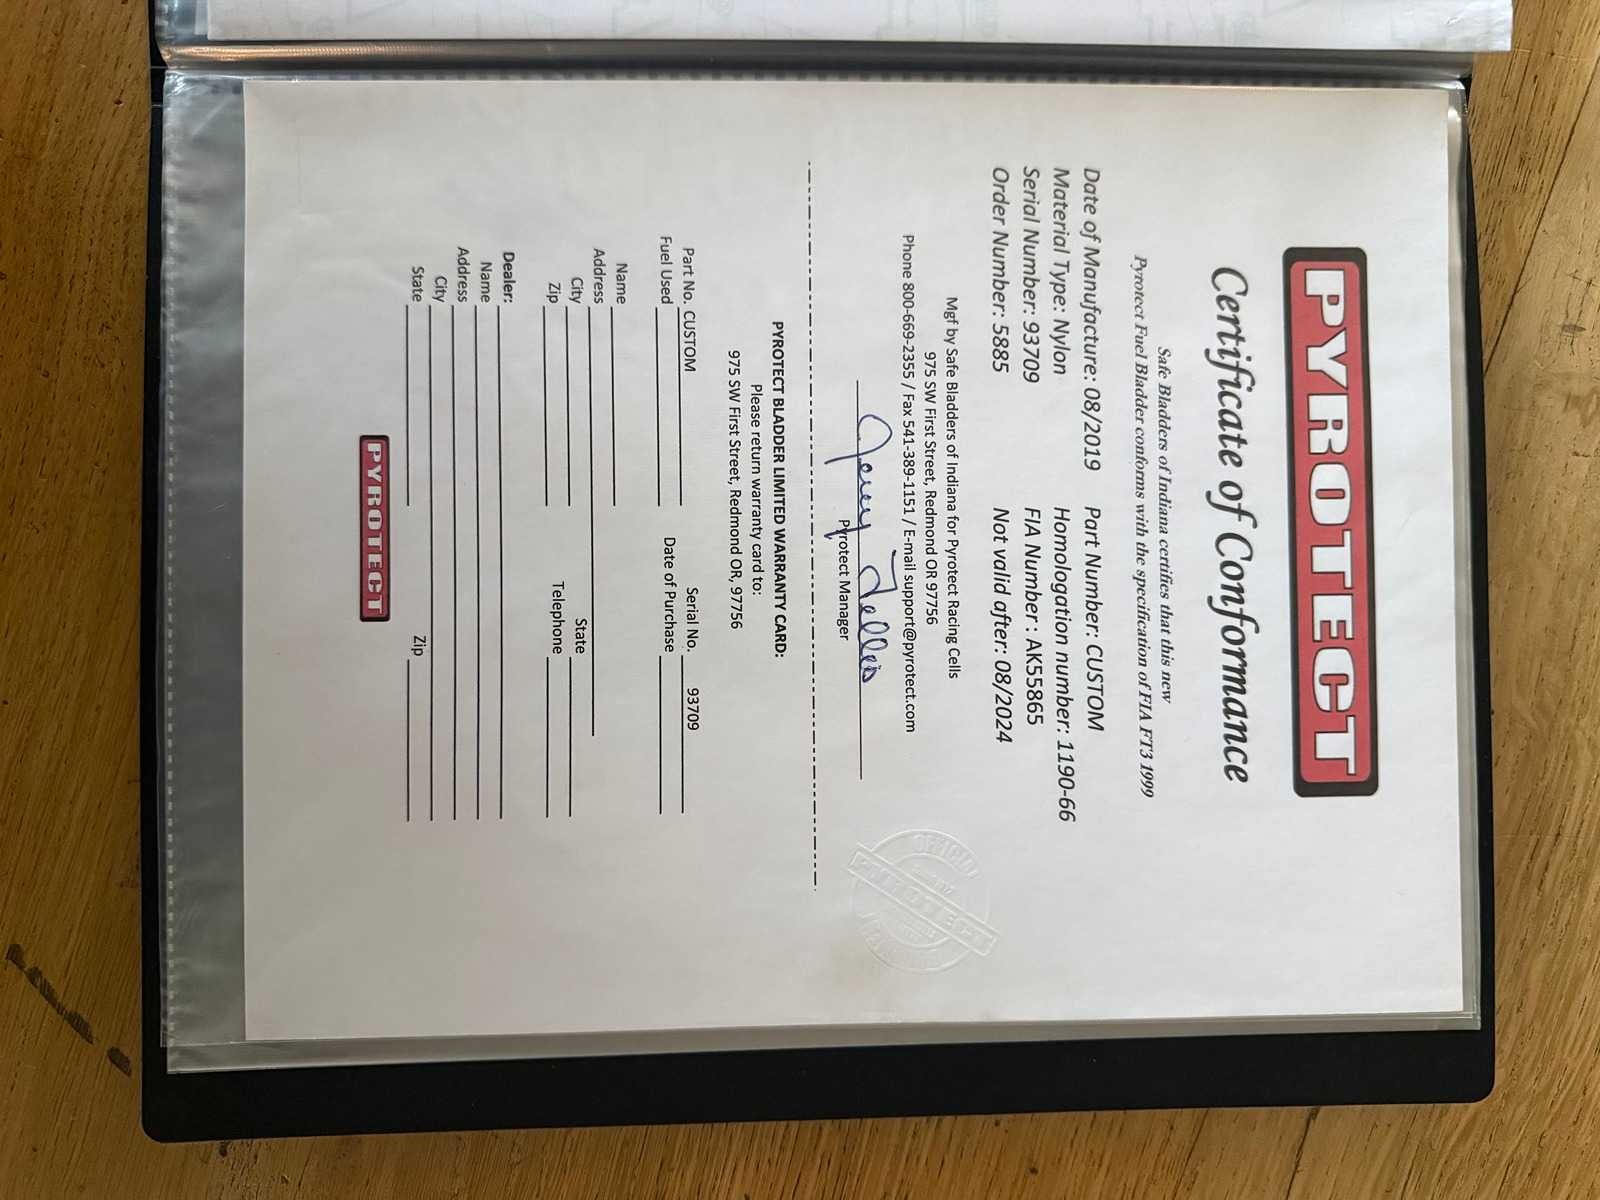 PYROTECT
Certificate of Conformance
Safe Bladders of Indiana certifies that this new
Pyrotect Fuel Bladder conforms with the specification of FIA FT3 1999
Date of Manufacture: 08/2019 Part Number: CUSTOM
Material Type: Nylon Homologation number: 1190-66
Serial Number: 93709 FIA Number : AK55865
Order Number: 5885 Not valid after: 08/2024
Mgf by Safe Bladders of Indiana for Pyrotect Racing Cells
975 SW First Street, Redmond OR 97756
Phone 800-669-2355 / Fax 541-389-1151 / E-mail support@pyrotect.com
Pyrotect Manager
PYROTECT
PYROTECT BLADDER LIMITED WARRANTY CARD:
Please return warranty card to:
975 SW First Street, Redmond OR, 97756
Part No. CUSTOM Serial No. 93709
Fuel Used Date of Purchase
Name
Address
City State
Zip Telephone
Dealer:
Name
Address
City
State Zip
PYROTECT